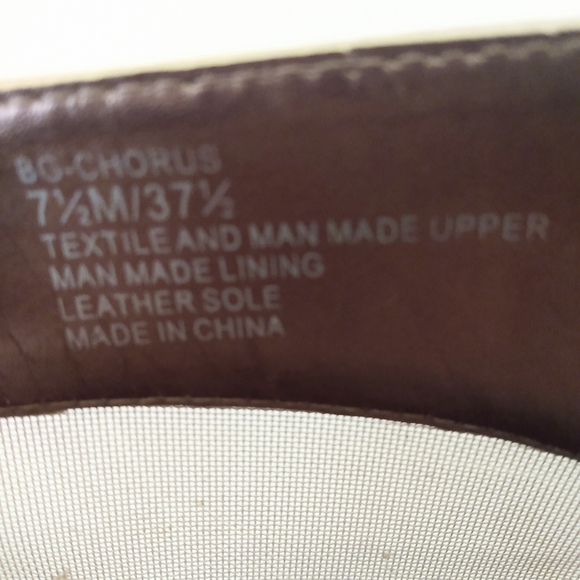 BG-CHORUS
7½M/37½
TEXTILE AND MAN MADE UPPER
MAN MADE LINING
LEATHER SOLE
MADE IN CHINA